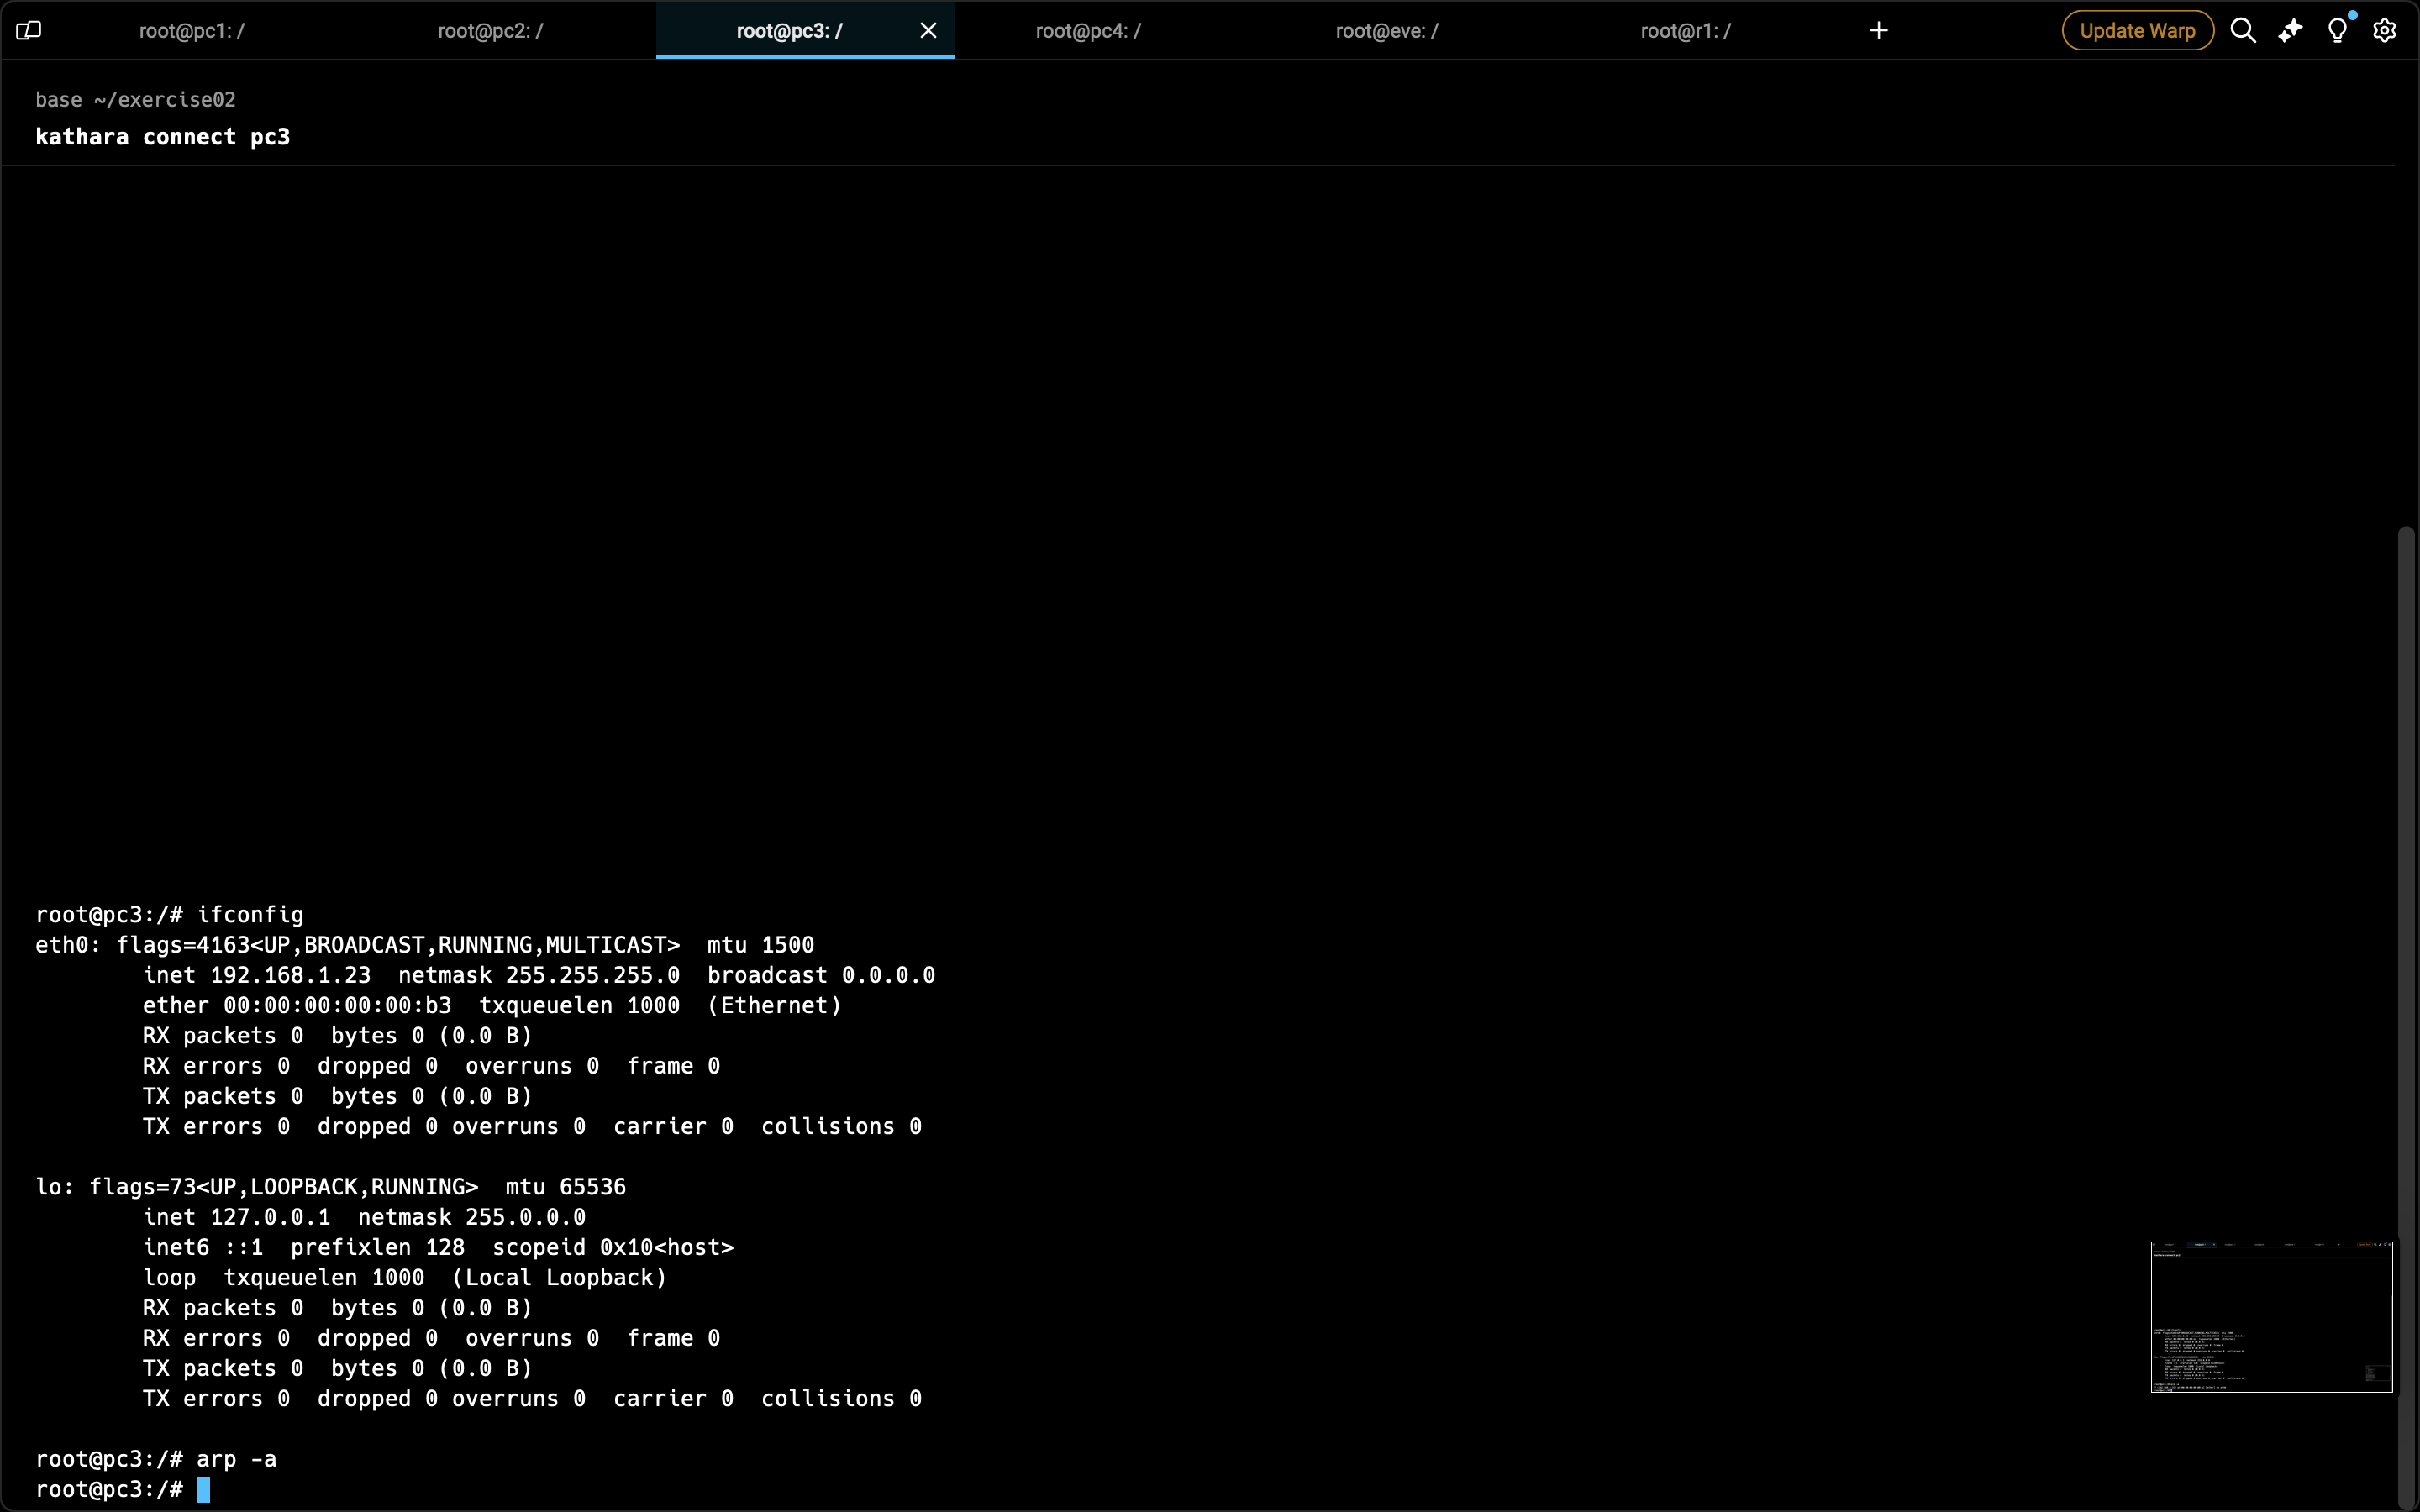 root@pc1: /
root@pc2: /
root@pc3: /
root@pc4: /
root@eve: /
root@r1: /
Update Warp
base ~/exercise02
kathara connect pc3
root@pc3:/# ifconfig
eth0: flags=4163<UP,BROADCAST,RUNNING,MULTICAST>  mtu 1500
        inet 192.168.1.23  netmask 255.255.255.0  broadcast 0.0.0.0
        ether 00:00:00:00:00:b3  txqueuelen 1000  (Ethernet)
        RX packets 0  bytes 0 (0.0 B)
        RX errors 0  dropped 0  overruns 0  frame 0
        TX packets 0  bytes 0 (0.0 B)
        TX errors 0  dropped 0 overruns 0  carrier 0  collisions 0
lo: flags=73<UP,LOOPBACK,RUNNING>  mtu 65536
        inet 127.0.0.1  netmask 255.0.0.0
        inet6 ::1  prefixlen 128  scopeid 0x10<host>
        loop  txqueuelen 1000  (Local Loopback)
        RX packets 0  bytes 0 (0.0 B)
        RX errors 0  dropped 0  overruns 0  frame 0
        TX packets 0  bytes 0 (0.0 B)
        TX errors 0  dropped 0 overruns 0  carrier 0  collisions 0
root@pc3:/# arp -a
root@pc3:/#